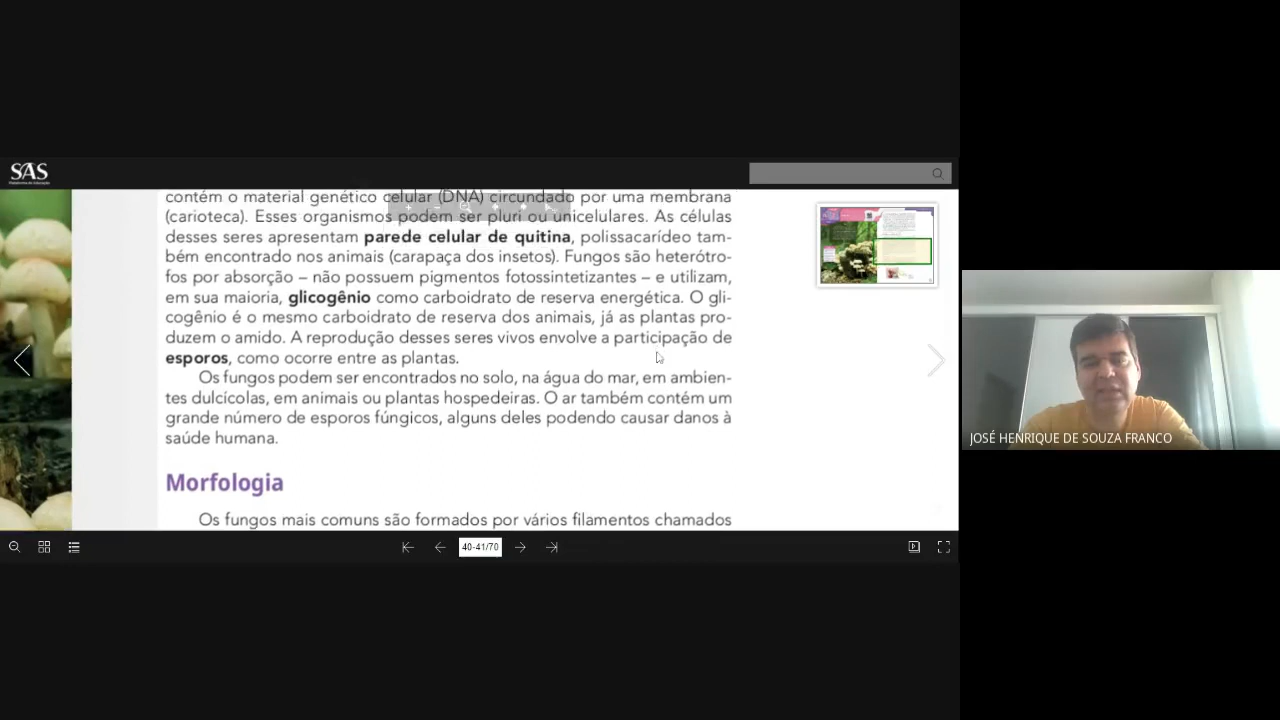 SAS
contém o material genético celular (DNA) circundado por uma membrana
(carioteca). Esses organismos podem ser pluri ou unicelulares. As células
desses seres apresentam parede celular de quitina, polissacarídeo tam-
bém encontrado nos animais (carapaça dos insetos). Fungos são heterótro-
fos por absorção – não possuem pigmentos fotossintetizantes – e utilizam,
em sua maioria, glicogênio como carboidrato de reserva energética. O gli-
cogênio é o mesmo carboidrato de reserva dos animais, já as plantas pro-
duzem o amido. A reprodução desses seres vivos envolve a participação de
esporos, como ocorre entre as plantas.
Os fungos podem ser encontrados no solo, na água do mar, em ambien-
tes dulcícolas, em animais ou plantas hospedeiras. O ar também contém um
grande número de esporos fúngicos, alguns deles podendo causar danos à
saúde humana.
Morfologia
Os fungos mais comuns são formados por vários filamentos chamados
40-41/70
JOSÉ HENRIQUE DE SOUZA FRANCO